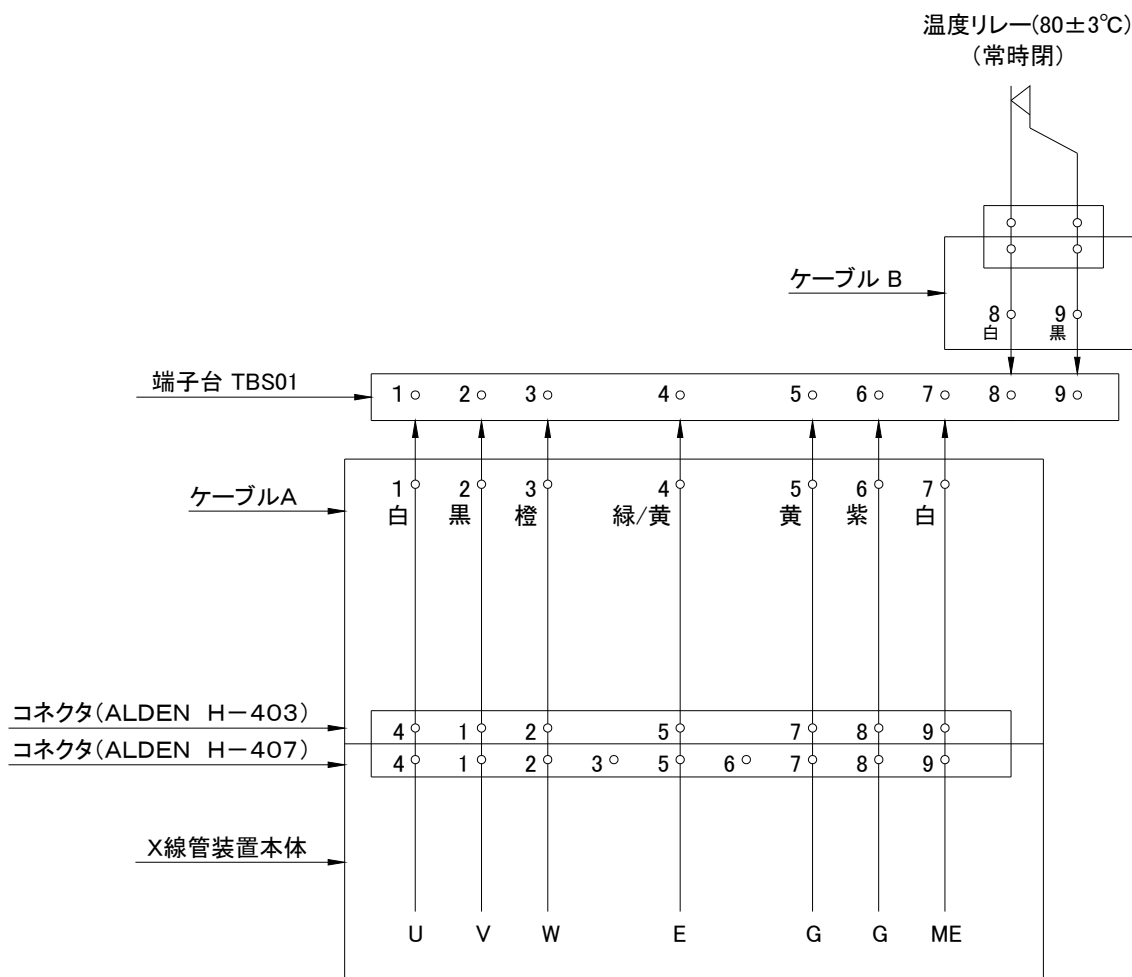 温度リレー(80±3℃)
(常時閉)
ケーブル B
8 9
白 黒
端子台 TBS01
1 2 3 4 5 6 7 8 9
ケーブルA
1 2 3 4 5 6 7
白 黒 橙 緑/黄 黄 紫 白
コネクタ(ALDEN H-403)
4 1 2 5 7 8 9
コネクタ(ALDEN H-407)
4 1 2 3 5 6 7 8 9
X線管装置本体
U V W E G G ME